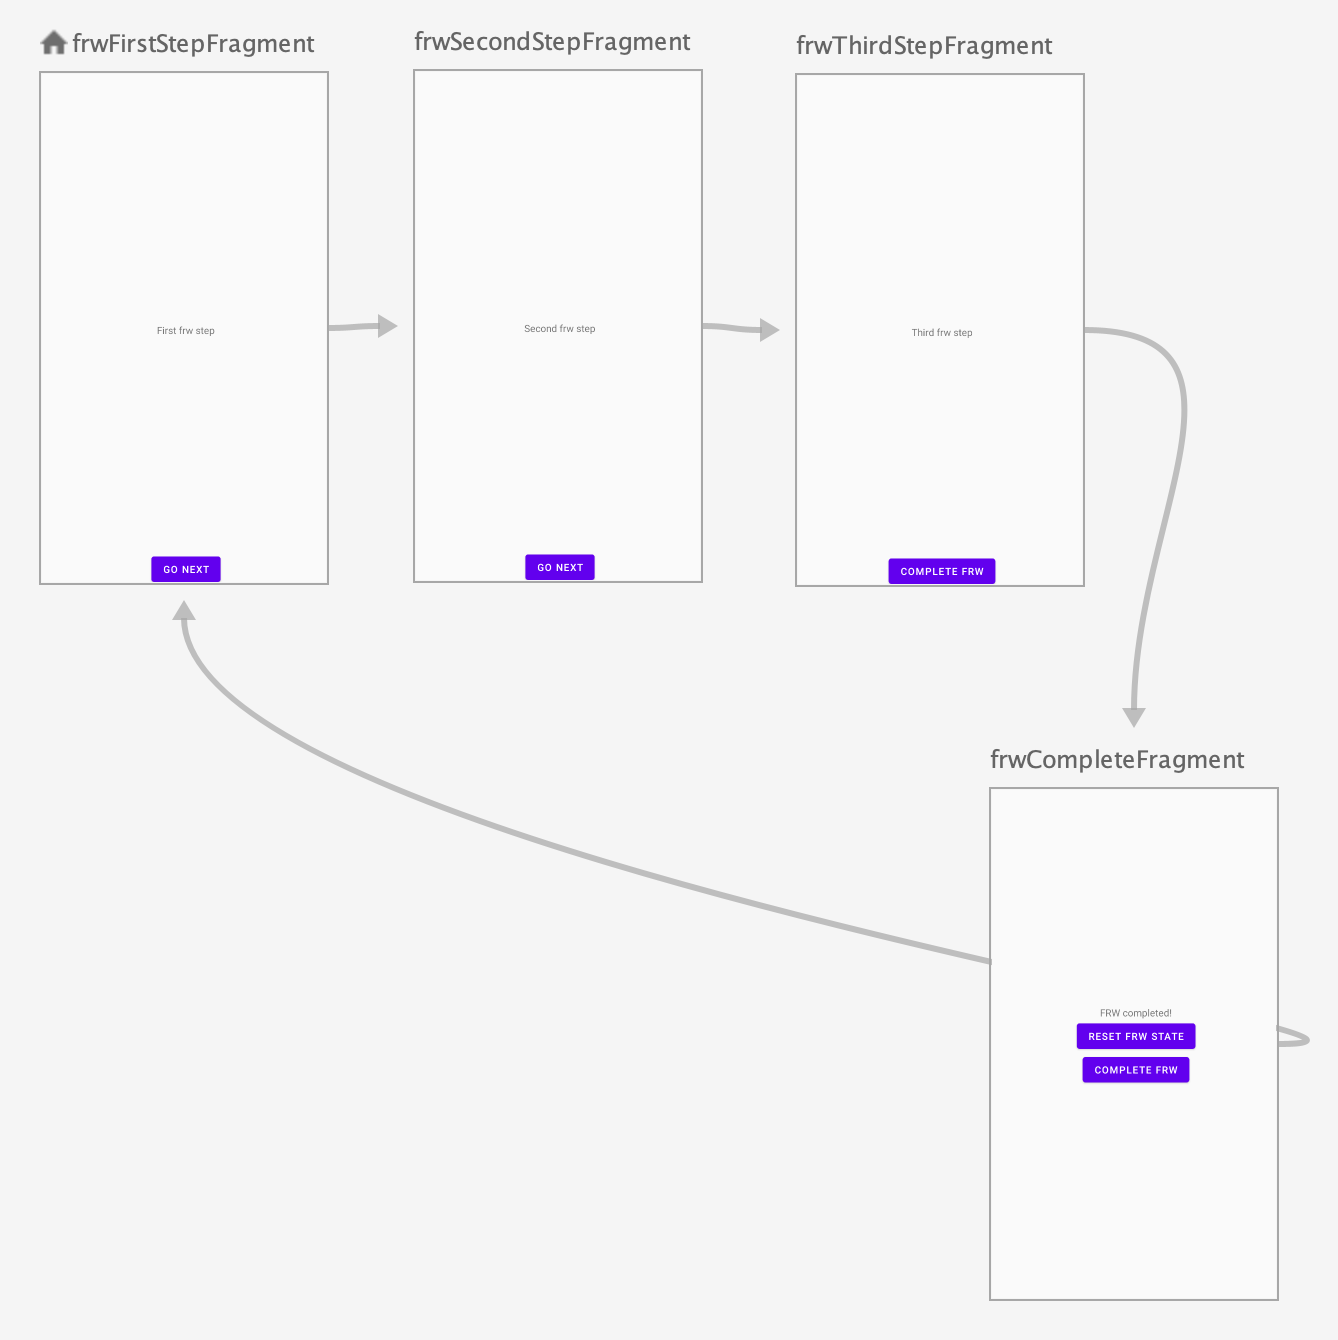 frwFirstStepFragment
frwSecondStepFragment
frwThirdStepFragment
First frw step
Second frw step
Third frw step
GO NEXT
GO NEXT
COMPLETE FRW
frwCompleteFragment
FRW completed!
RESET FRW STATE
COMPLETE FRW